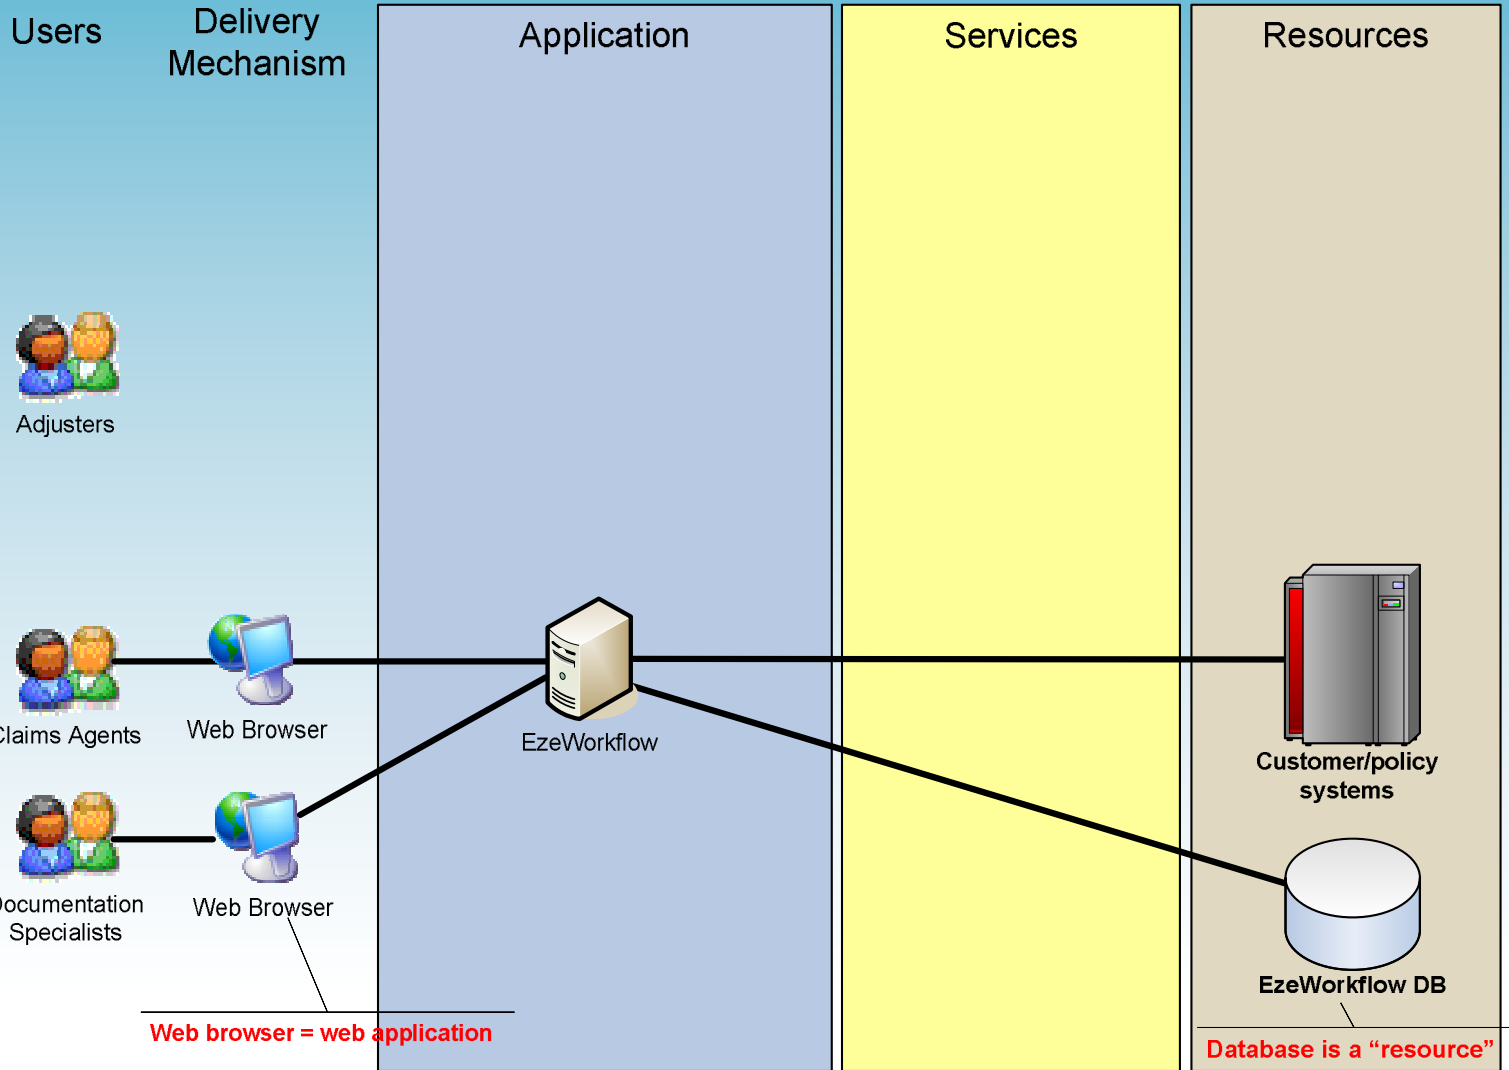 Users
Delivery
Mechanism
Application
Services
Resources
Adjusters
Claims Agents
Web Browser
EzeWorkflow
Customer/policy
systems
Documentation
Specialists
Web Browser
EzeWorkflow DB
Web browser = web application
Database is a “resource”